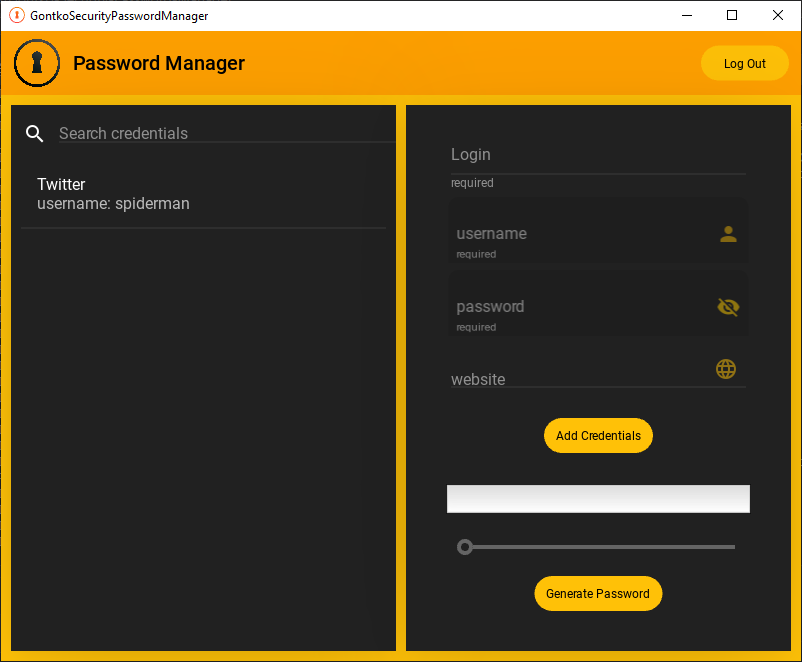 GontkoSecurityPasswordManager
Password Manager
Log Out
Search credentials
Twitter
username: spiderman
Login
required
username
required
password
required
website
Add Credentials
Generate Password